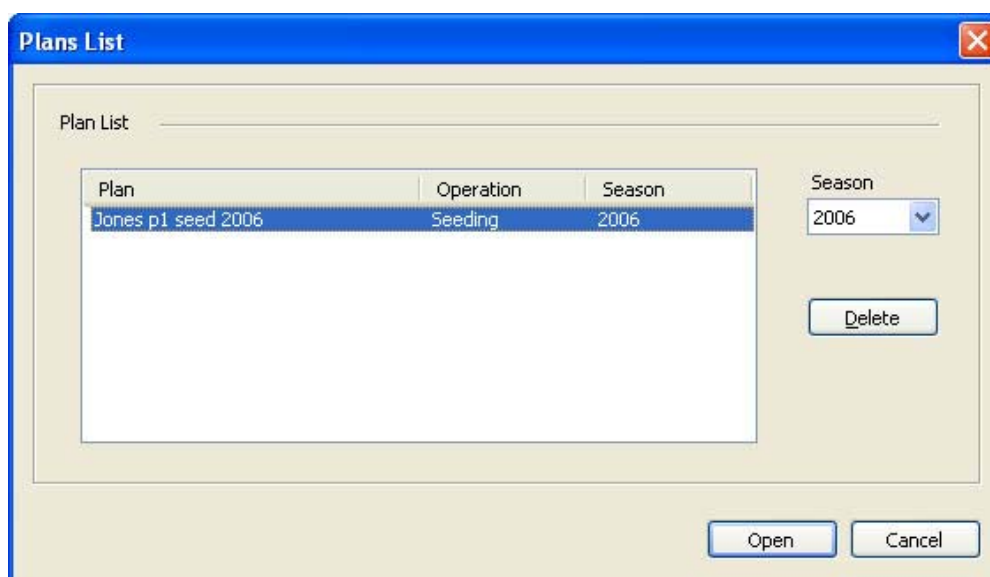 Plans List
Plan List
Plan Operation Season
Jones p1 seed 2006 Seeding 2006
Season
2006
Delete
Open Cancel